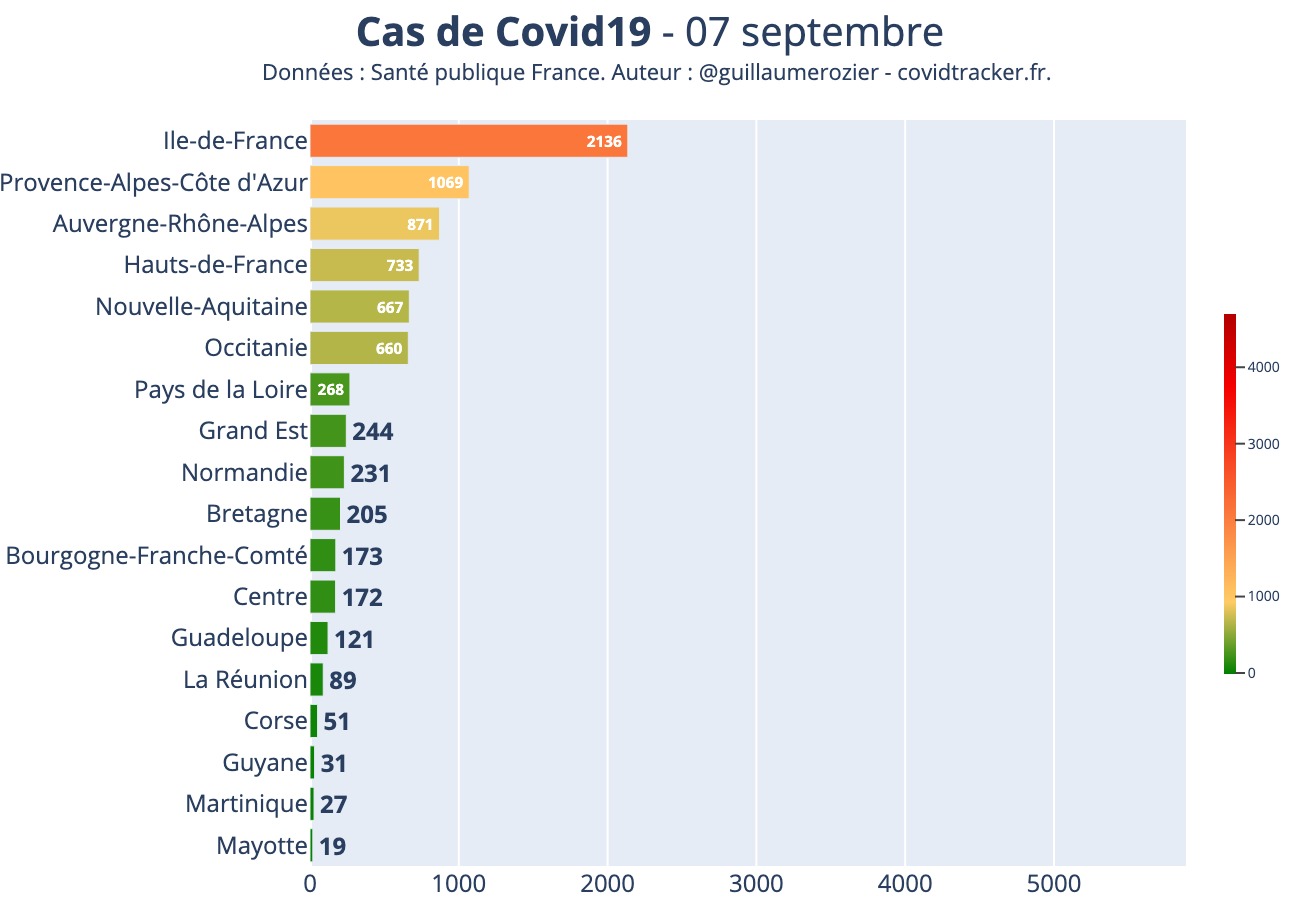 Cas de Covid19 - 07 septembre
Données : Santé publique France. Auteur : @guillaumerozier - covidtracker.fr.
Ile-de-France 2136
Provence-Alpes-Côte d'Azur 1069
Auvergne-Rhône-Alpes 871
Hauts-de-France 733
Nouvelle-Aquitaine 667
Occitanie 660
Pays de la Loire 268
Grand Est 244
Normandie 231
Bretagne 205
Bourgogne-Franche-Comté 173
Centre 172
Guadeloupe 121
La Réunion 89
Corse 51
Guyane 31
Martinique 27
Mayotte 19
0 1000 2000 3000 4000 5000
4000
3000
2000
1000
0